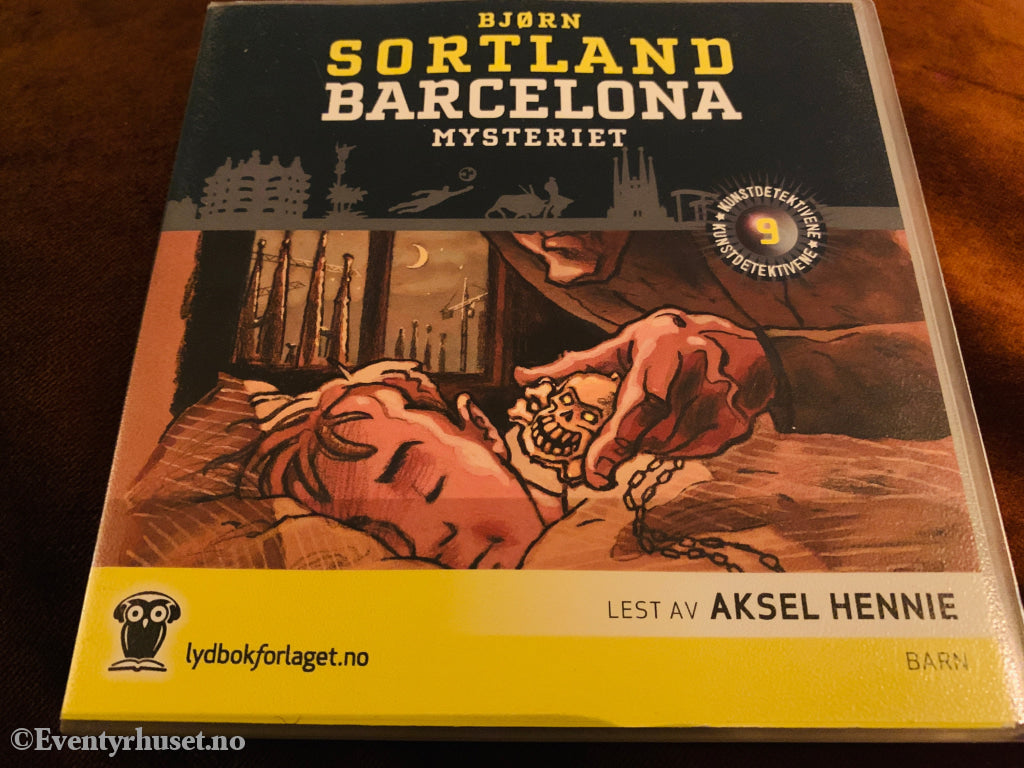 BJØRN
SORTLAND
BARCELONA
MYSTERIET
★ KUNSTDETEKTIVENE ★
KUNSTDETEKTIVENE
9
LEST AV AKSEL HENNIE
lydbokforlaget.no
BARN
©Eventyrhuset.no